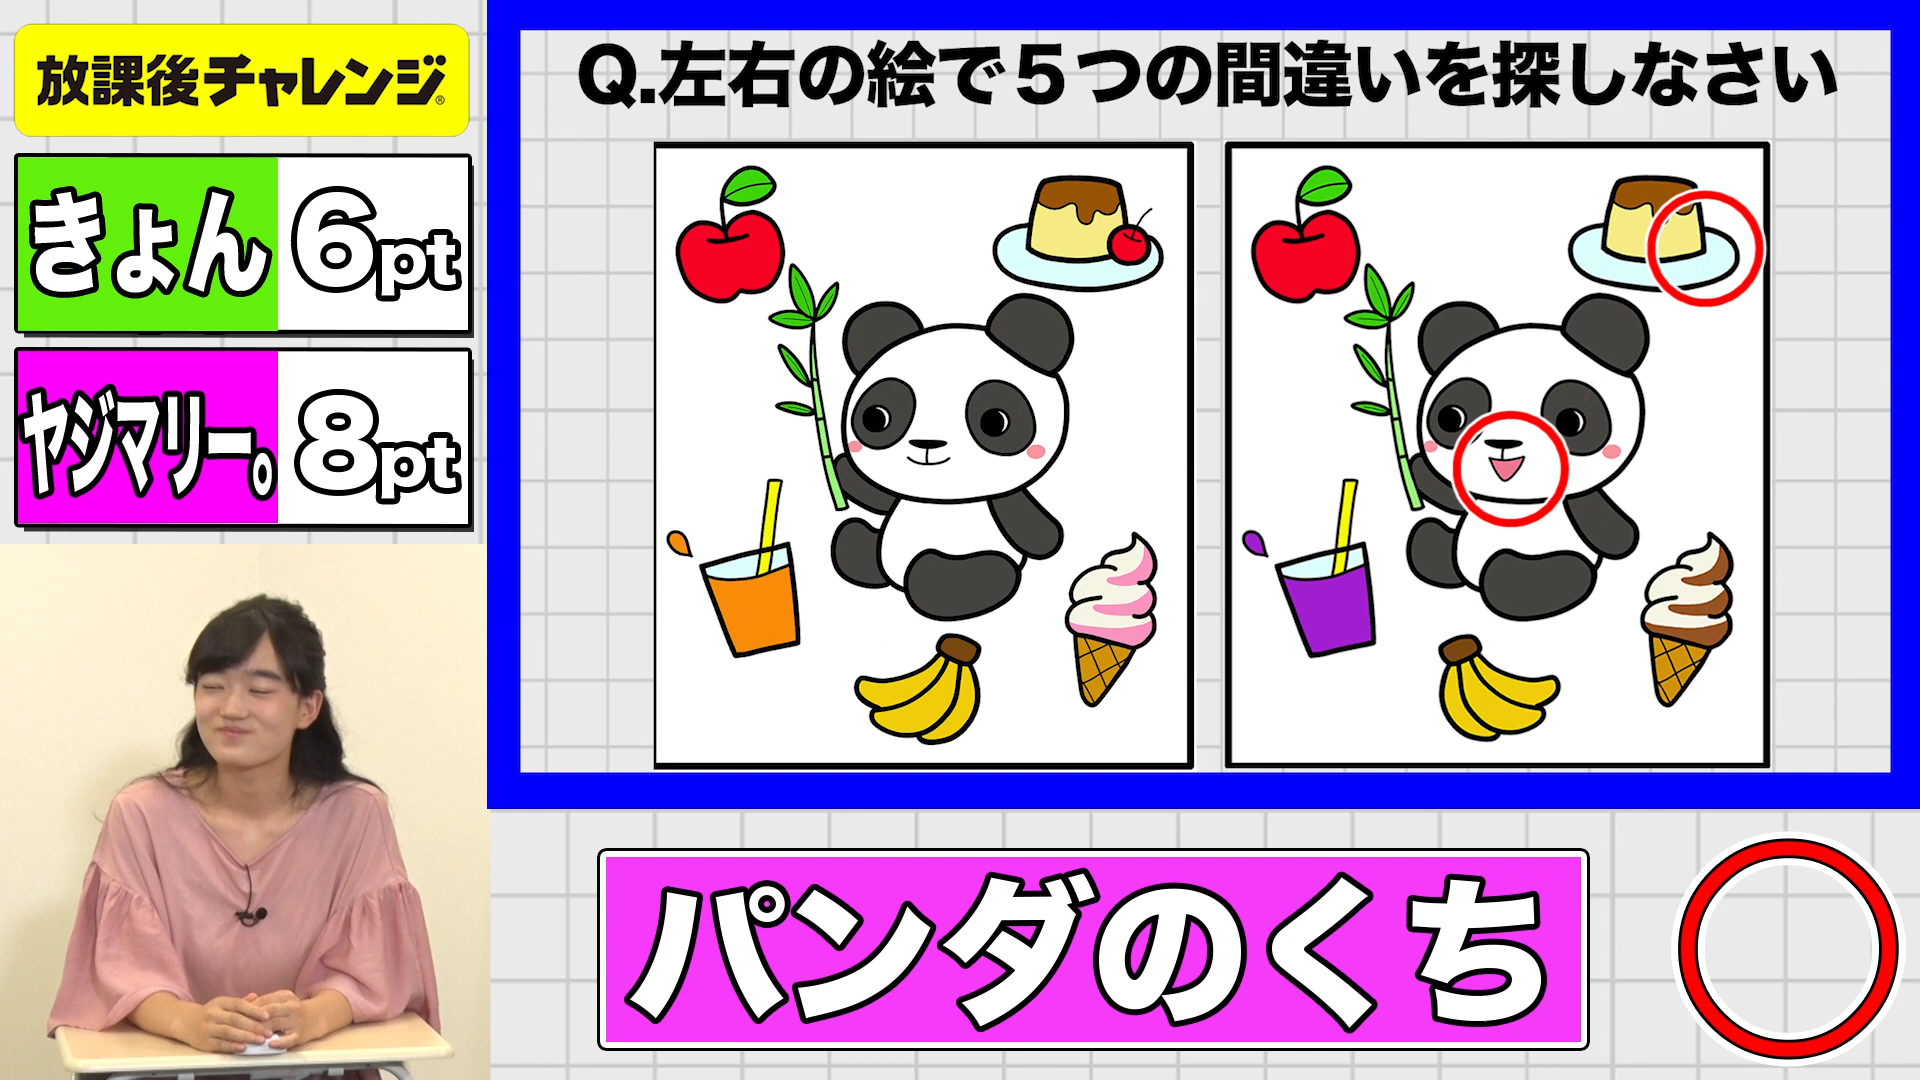 放課後チャレンジ®
きょん 6pt
ヤジマリー。 8pt
Q.左右の絵で5つの間違いを探しなさい
パンダのくち